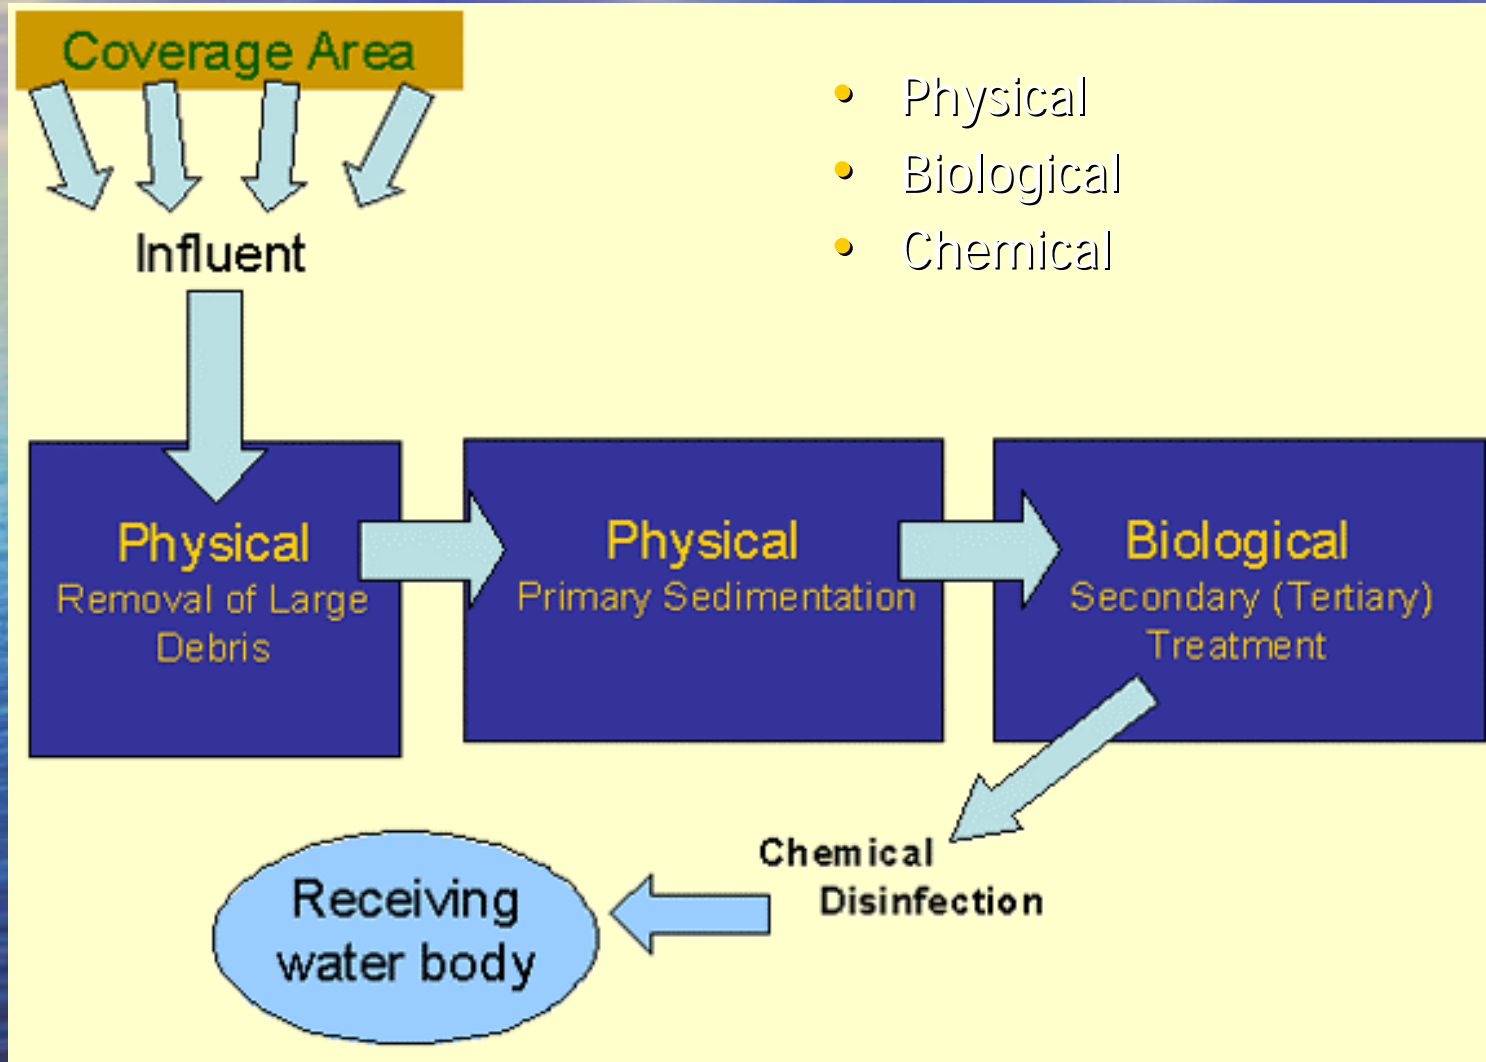 Coverage Area
• Physical
• Biological
• Chemical
Influent
Physical
Removal of Large
Debris
Physical
Primary Sedimentation
Biological
Secondary (Tertiary)
Treatment
Chemical
Disinfection
Receiving
water body